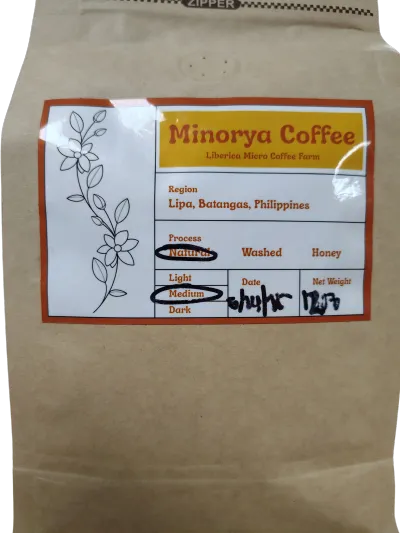 ZIPPER
Minorya Coffee
Liberica Micro Coffee Farm
Region
Lipa, Batangas, Philippines
Process
Natural Washed Honey
Light
Medium
Dark
Date
Net Weight